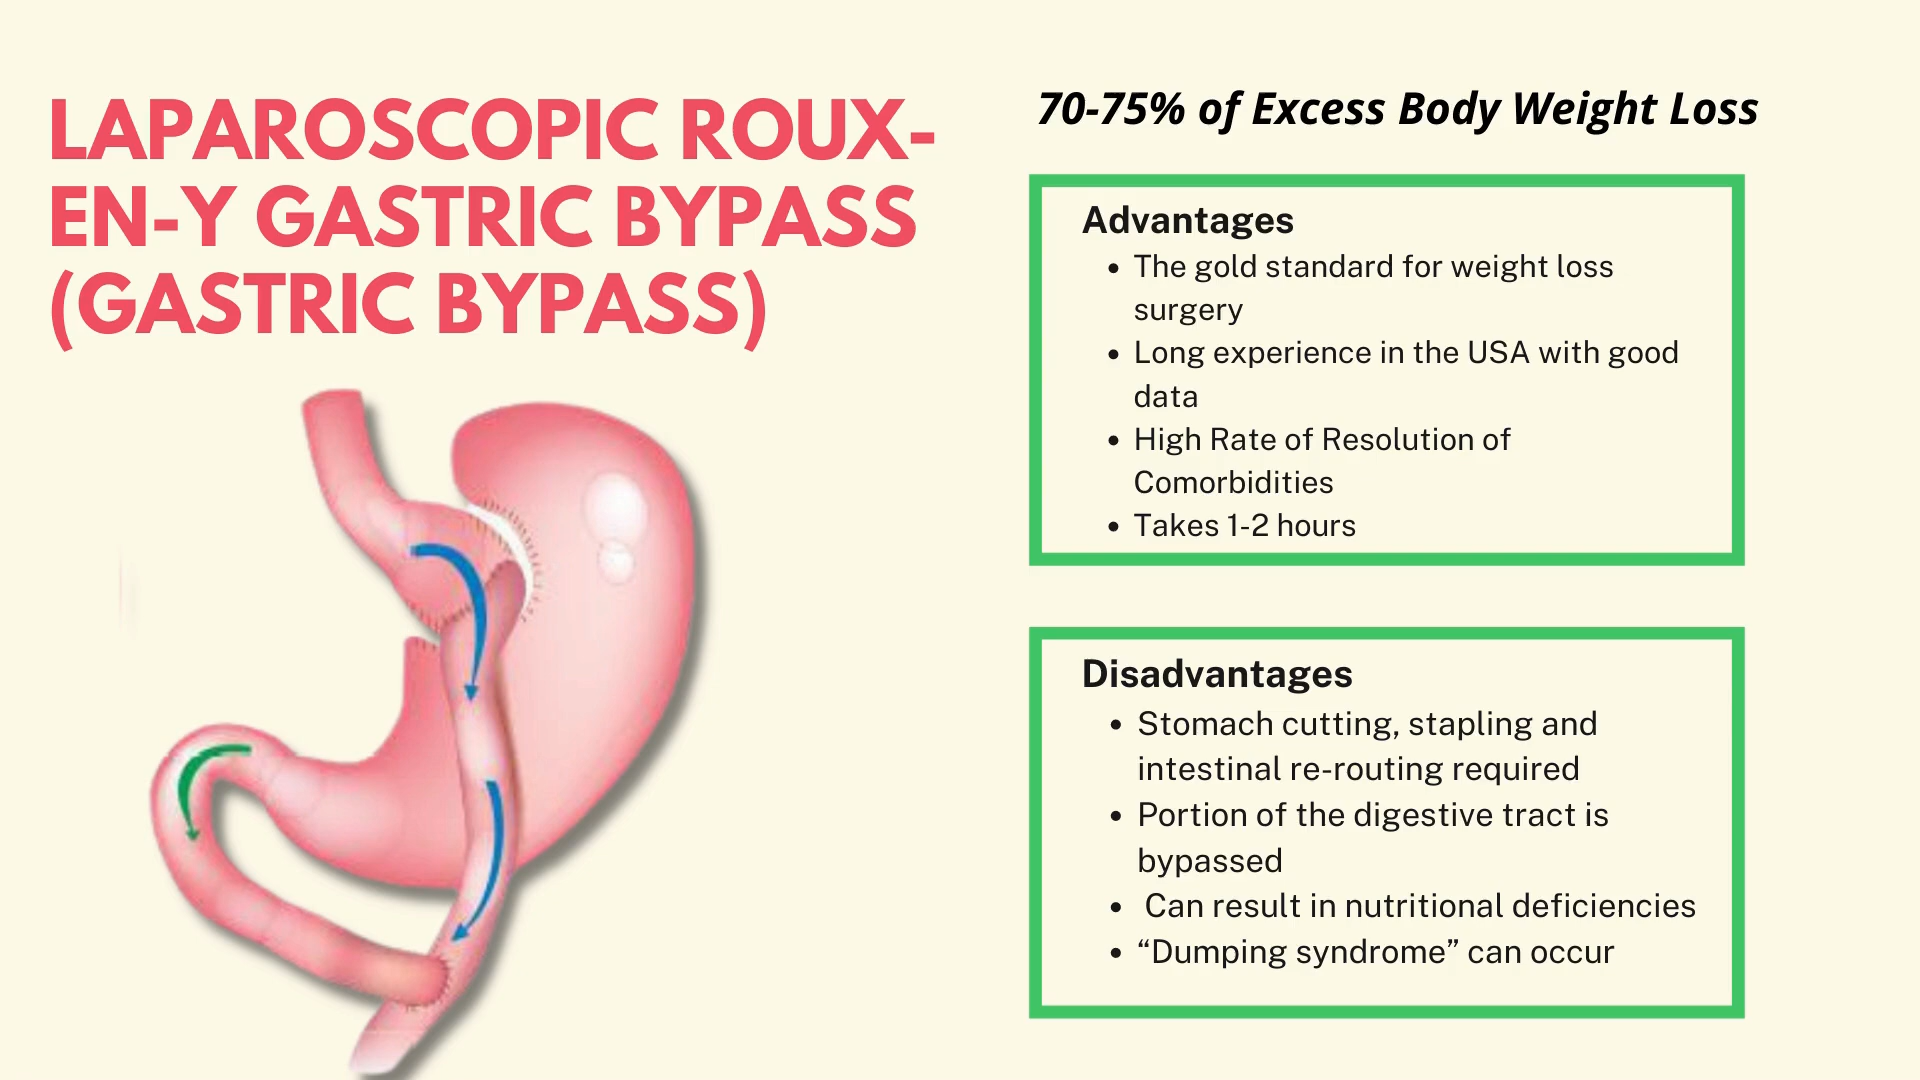 LAPAROSCOPIC ROUX-
EN-Y GASTRIC BYPASS
(GASTRIC BYPASS)
70-75% of Excess Body Weight Loss
Advantages
• The gold standard for weight loss
surgery
• Long experience in the USA with good
data
• High Rate of Resolution of
Comorbidities
• Takes 1-2 hours
Disadvantages
• Stomach cutting, stapling and
intestinal re-routing required
• Portion of the digestive tract is
bypassed
• Can result in nutritional deficiencies
• “Dumping syndrome” can occur